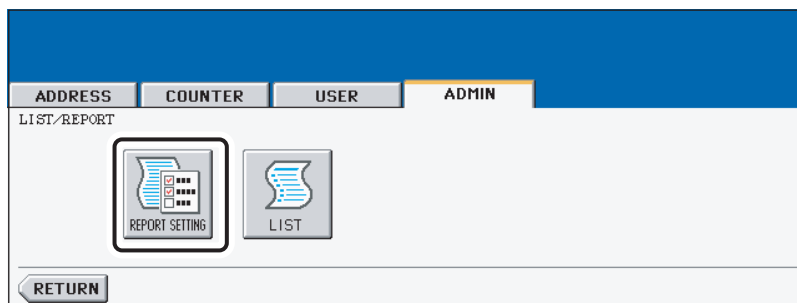 ADDRESS COUNTER USER ADMIN
LIST/REPORT
REPORT SETTING LIST
RETURN